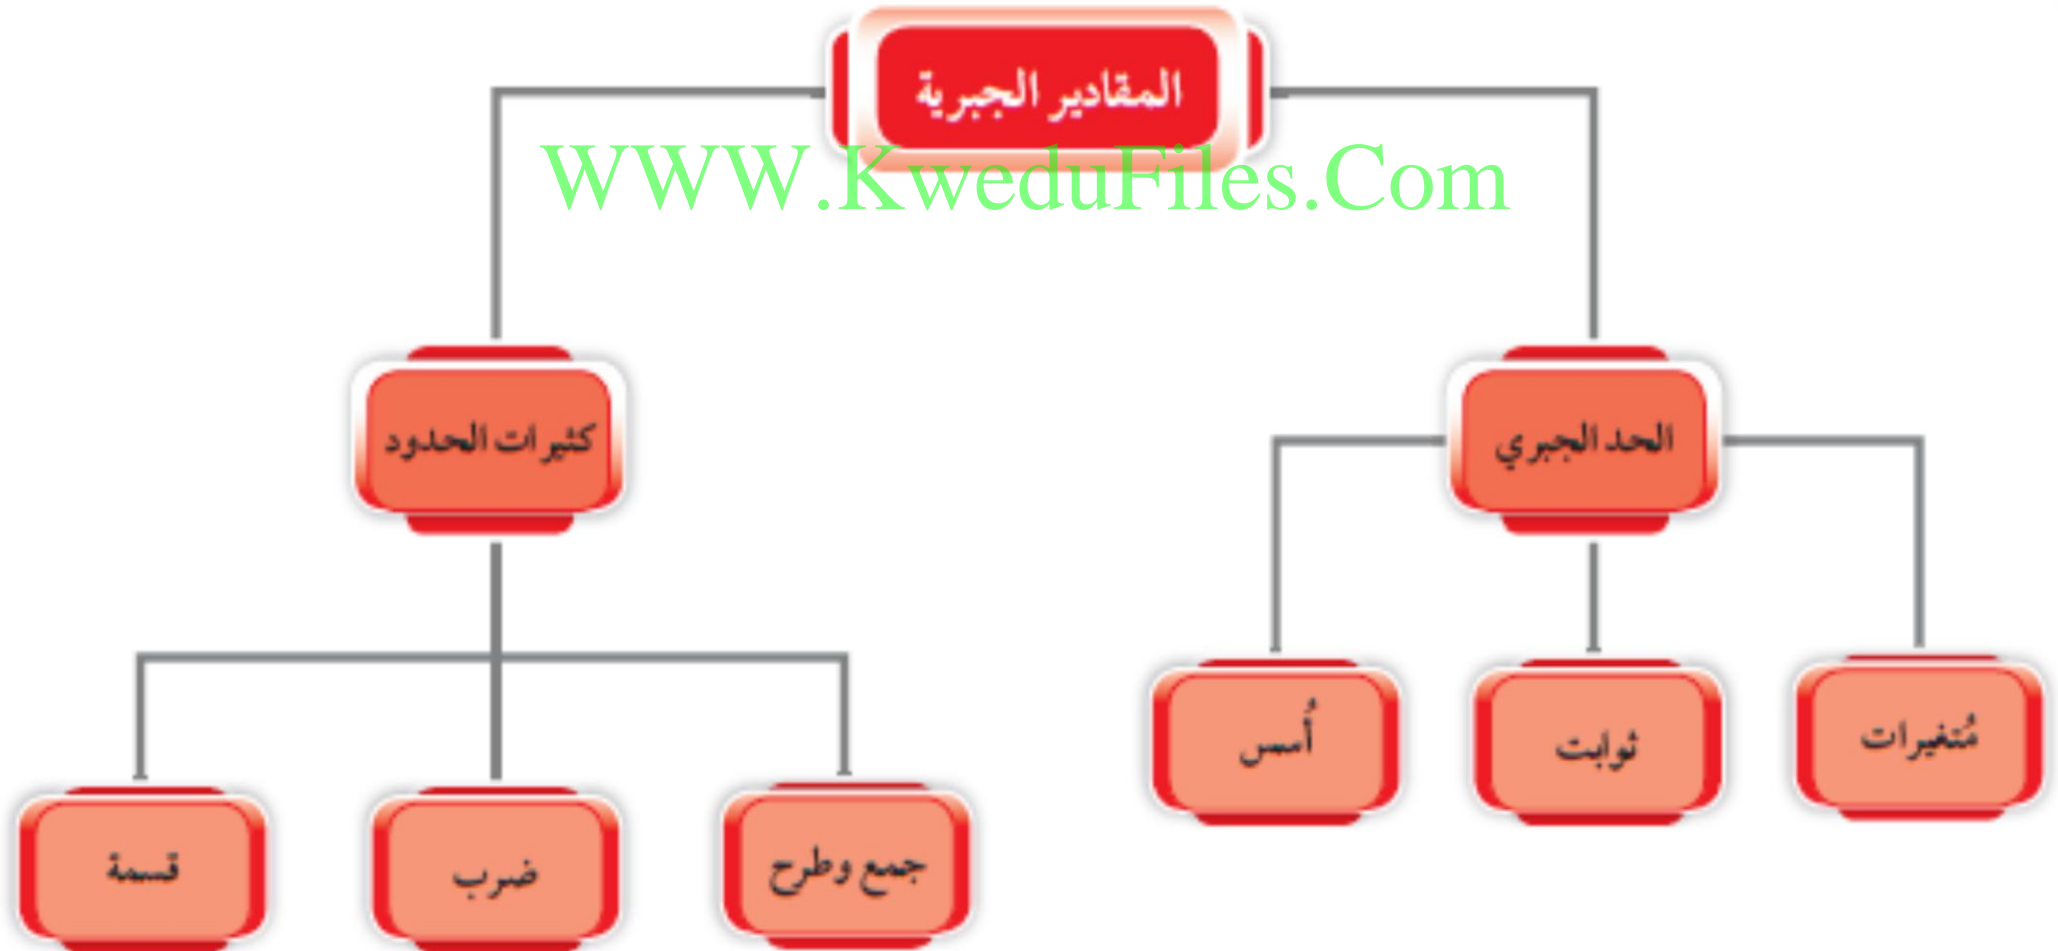 المقادير الجبرية
WWW.KweduFiles.Com
الحد الجبري
كثيرات الحدود
مُتغيرات
ثوابت
أُسس
جمع وطرح
ضرب
قسمة